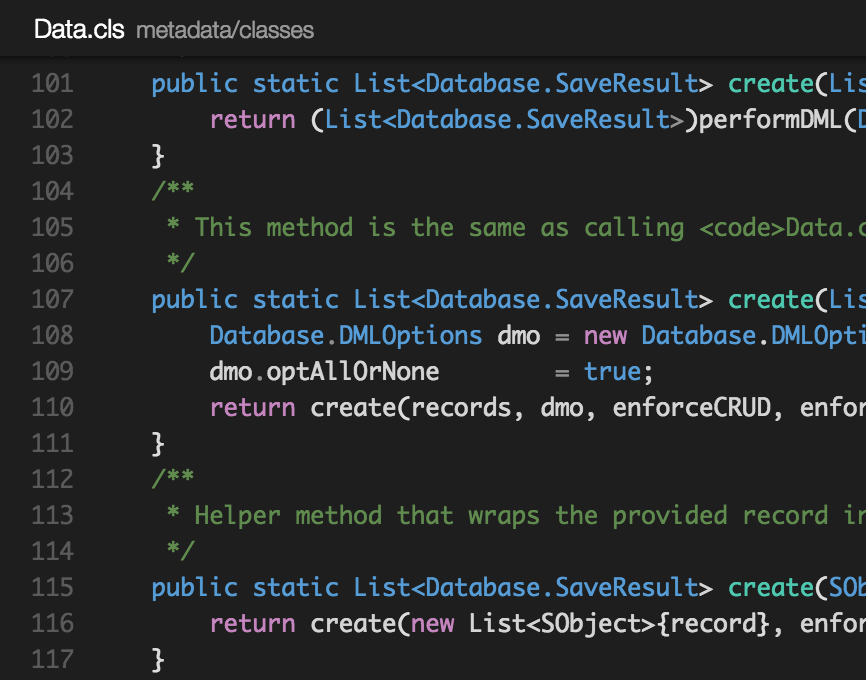 Data.cls metadata/classes
101 public static List<Database.SaveResult> create(Lis
102 return (List<Database.SaveResult>)performDML(D
103 }
104 /**
105 * This method is the same as calling <code>Data.c
106 */
107 public static List<Database.SaveResult> create(Lis
108 Database.DMLOptions dmo = new Database.DMLOpti
109 dmo.optAllOrNone = true;
110 return create(records, dmo, enforceCRUD, enfor
111 }
112 /**
113 * Helper method that wraps the provided record in
114 */
115 public static List<Database.SaveResult> create(SOb
116 return create(new List<SObject>{record}, enfor
117 }